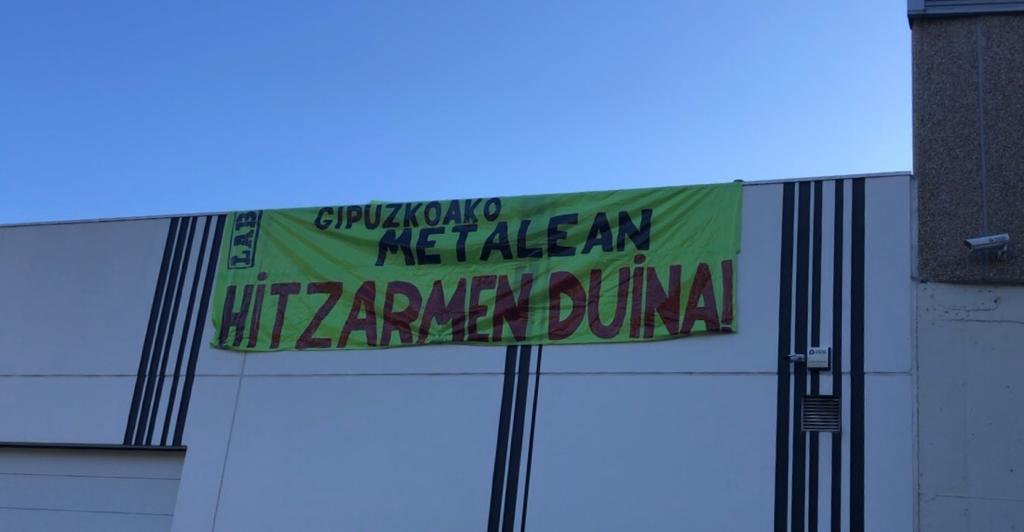 LAB
GIPUZKOAKO
METALEAN
HITZARMEN DUINA!